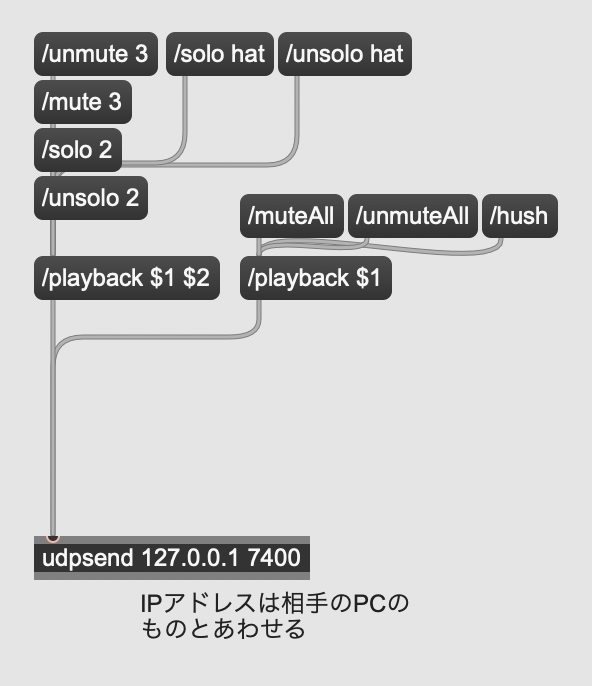 /unmute 3
/solo hat
/unsolo hat
/mute 3
/solo 2
/unsolo 2
/muteAll
/unmuteAll
/hush
/playback $1 $2
/playback $1
udpsend 127.0.0.1 7400
IPアドレスは相手のPCの
ものとあわせる